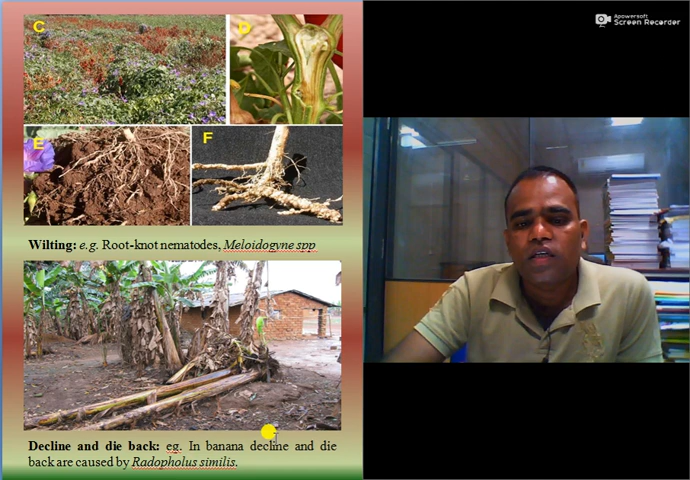 C
D
Apowersoft
Screen Recorder
E
F
Wilting: e.g. Root-knot nematodes, Meloidogyne spp
Decline and die back: eg. In banana decline and die
back are caused by Radopholus similis.